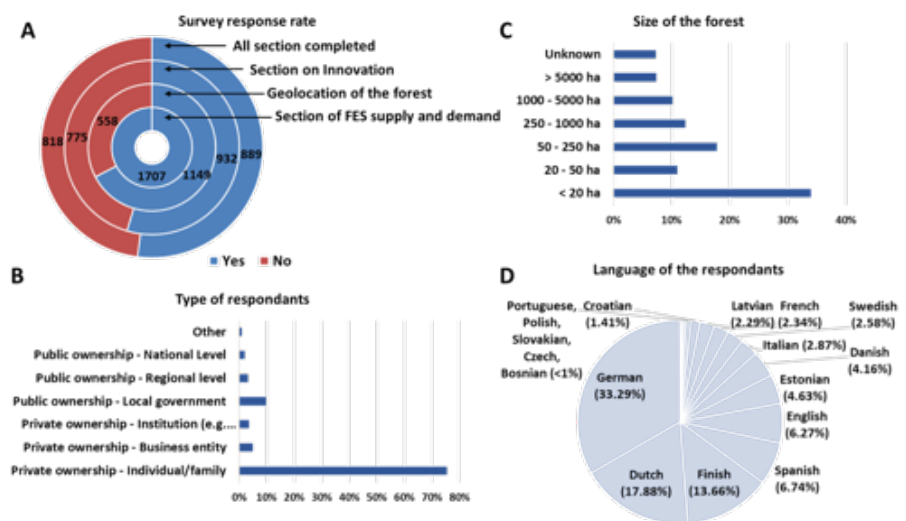 A
Survey response rate
All section completed
Section on Innovation
Geolocation of the forest
Section of FES supply and demand
818 775 558
1707 1149 932 889
Yes No
B
Type of respondants
Other
Public ownership - National Level
Public ownership - Regional level
Public ownership - Local government
Private ownership - Institution (e.g....
Private ownership - Business entity
Private ownership - Individual/family
0% 10% 20% 30% 40% 50% 60% 70% 80%
C
Size of the forest
Unknown
> 5000 ha
1000 - 5000 ha
250 - 1000 ha
50 - 250 ha
20 - 50 ha
< 20 ha
0% 10% 20% 30% 40%
D
Language of the respondants
Portuguese,
Polish,
Slovakian,
Czech,
Bosnian (<1%)
Croatian
(1.41%)
Latvian
(2.29%)
French
(2.34%)
Swedish
(2.58%)
Italian (2.87%)
Danish
(4.16%)
Estonian
(4.63%)
English
(6.27%)
Spanish
(6.74%)
Finish
(13.66%)
Dutch
(17.88%)
German
(33.29%)